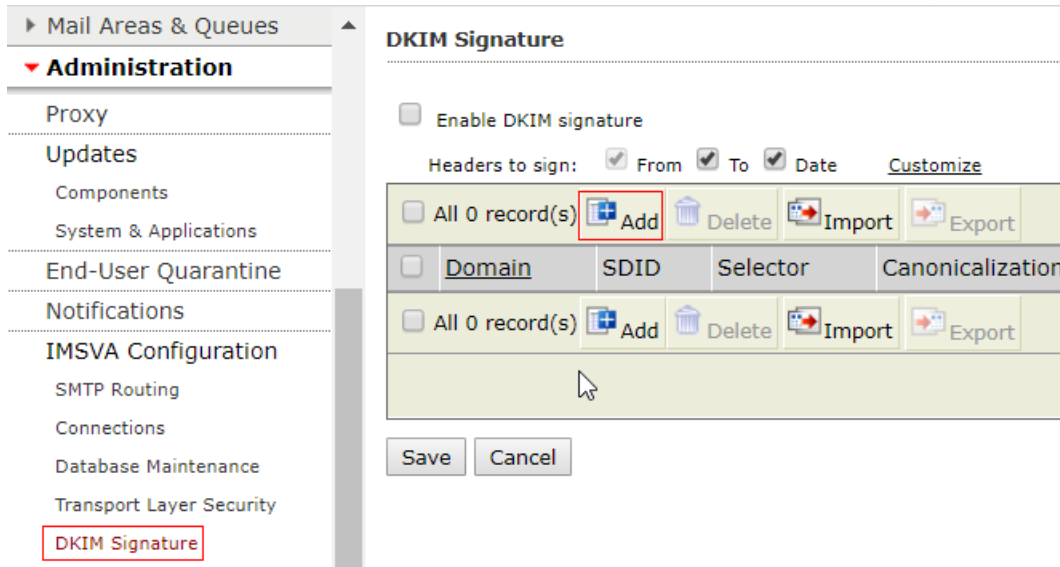 Mail Areas & Queues
Administration
Proxy
Updates
Components
System & Applications
End-User Quarantine
Notifications
IMSVA Configuration
SMTP Routing
Connections
Database Maintenance
Transport Layer Security
DKIM Signature
DKIM Signature
Enable DKIM signature
Headers to sign: From To Date Customize
All 0 record(s) Add Delete Import Export
Domain SDID Selector Canonicalization
All 0 record(s) Add Delete Import Export
Save Cancel